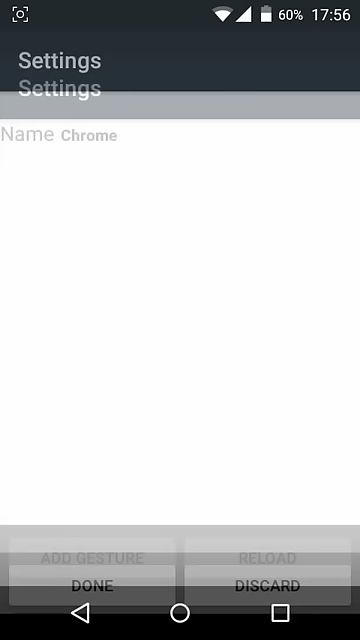 60% 17:56
Settings
Settings
Name Chrome
ADD GESTURE RELOAD
DONE DISCARD